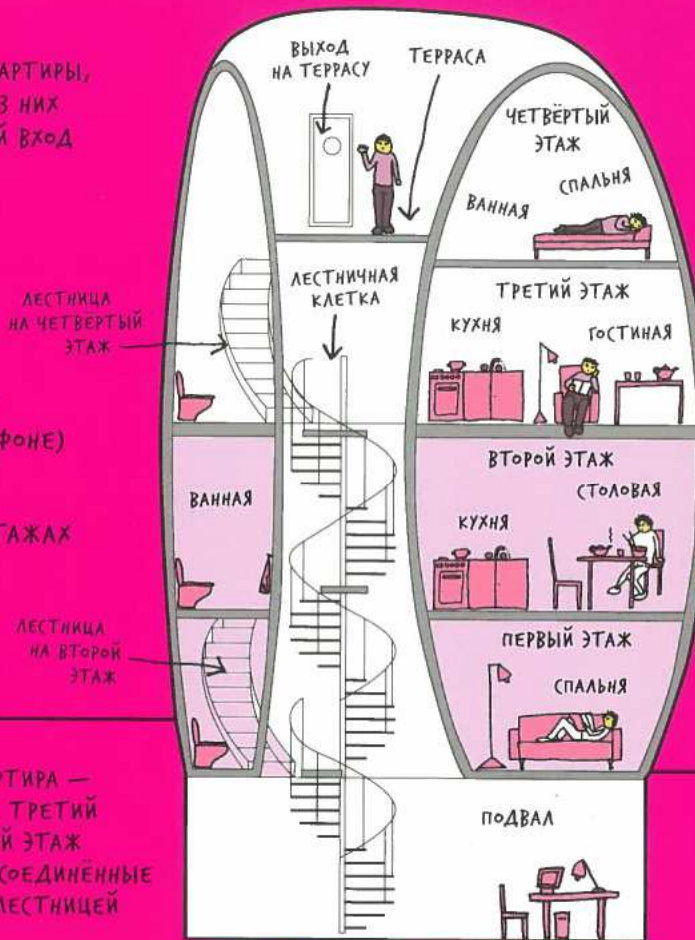 АРТИРЫ,
З НИХ
Й ВХОД
ВЫХОД
НА ТЕРРАСУ
ТЕРРАСА
ЧЕТВЁРТЫЙ
ЭТАЖ
ВАННАЯ
СПАЛЬНЯ
ЛЕСТНИЦА
НА ЧЕТВЁРТЫЙ
ЭТАЖ
ЛЕСТНИЧНАЯ
КЛЕТКА
ТРЕТИЙ ЭТАЖ
КУХНЯ
ГОСТИНАЯ
ФОНЕ)
ТАЖАХ
ВАННАЯ
ВТОРОЙ ЭТАЖ
КУХНЯ
СТОЛОВАЯ
ЛЕСТНИЦА
НА ВТОРОЙ
ЭТАЖ
ПЕРВЫЙ ЭТАЖ
СПАЛЬНЯ
РТИРА —
ТРЕТИЙ
Й ЭТАЖ
СОЕДИНЁННЫЕ
ЛЕСТНИЦЕЙ
ПОДВАЛ